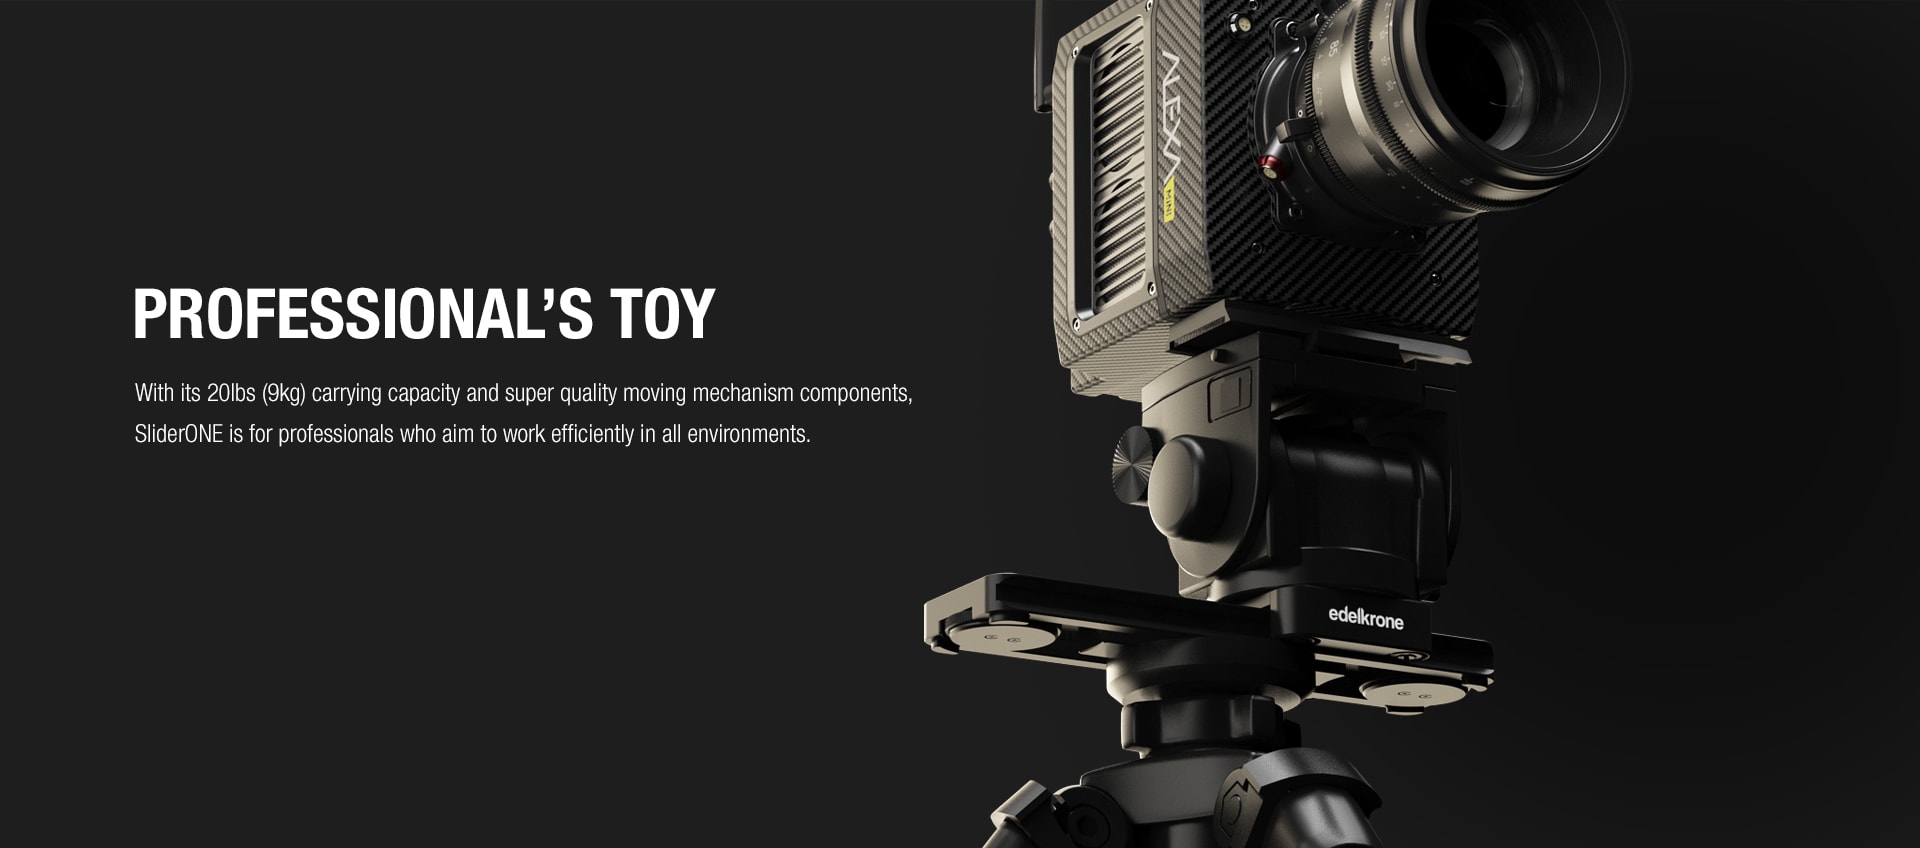 PROFESSIONAL’S TOY
With its 20lbs (9kg) carrying capacity and super quality moving mechanism components,
SliderONE is for professionals who aim to work efficiently in all environments.
ALEXA
MINI
85
edelkrone